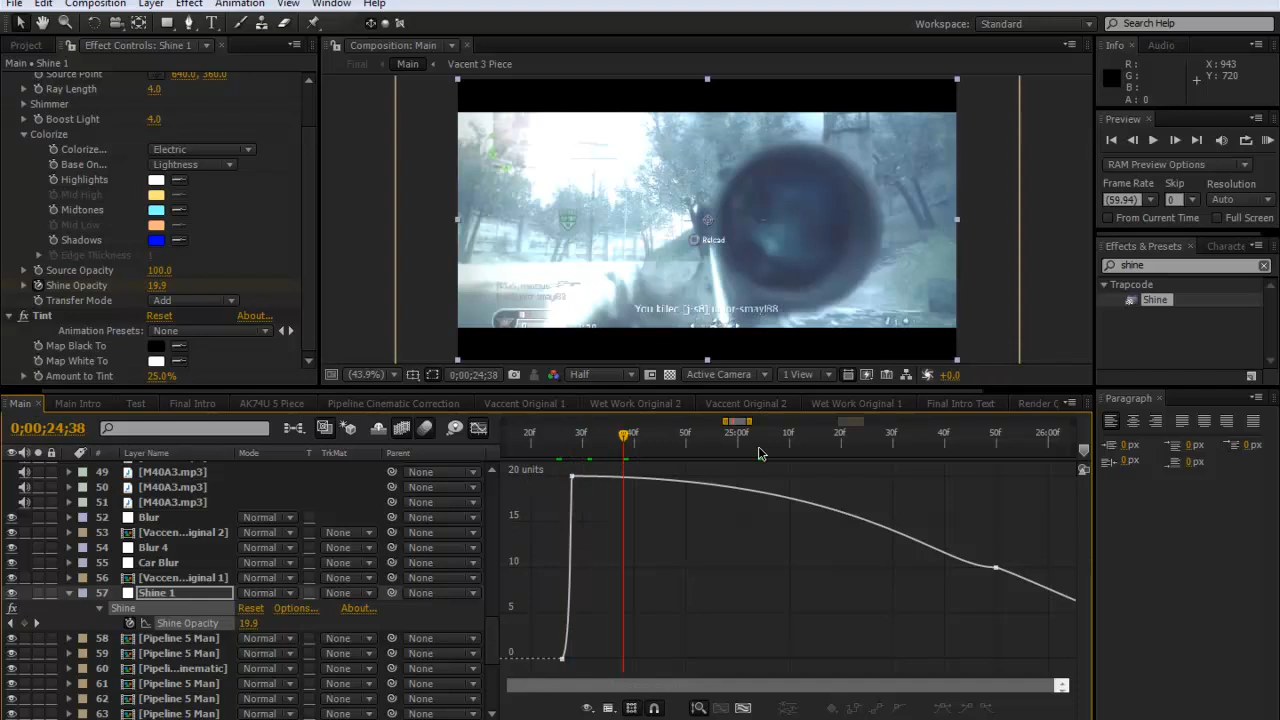 File Edit Composition Layer Effect Animation View Window Help
Workspace: Standard Search Help
Project Effect Controls: Shine 1
Composition: Main
Info Audio
Main • Shine 1
Final Main Vacent 3 Piece
Source Point 640.0, 360.0
Ray Length 4.0
Shimmer
Boost Light 4.0
Colorize
Colorize... Electric
Base On... Lightness
Highlights
Mid High
Midtones
Mid Low
Shadows
Edge Thickness 1
Source Opacity 100.0
Shine Opacity 19.9
Transfer Mode Add
Tint Reset About...
Animation Presets: None
Map Black To
Map White To
Amount to Tint 25.0%
Reload
You killed
(43.9%) 0;00;24;38 Half Active Camera 1 View +0.0
R:
G:
B:
A: 0
X: 943
Y: 720
Preview
RAM Preview Options
Frame Rate Skip Resolution
(59.94) 0 Auto
From Current Time Full Screen
Effects & Presets Characte
shine
Trapcode
Shine
Main Main Intro Test Final Intro AK74U 5 Piece Pipeline Cinematic Correction Vaccent Original 1 Wet Work Original 2 Vaccent Original 2 Wet Work Original 1 Final Intro Text Render Q
0;00;24;38
20f 30f 40f 50f 25:00f 10f 20f 30f 40f 50f 26:00f
# Layer Name Mode T TrkMat Parent
49 [M40A3.mp3] None
50 [M40A3.mp3] None
51 [M40A3.mp3] None
52 Blur Normal None
53 [Vaccen...iginal 2] Normal None None
54 Blur 4 Normal None None
55 Car Blur Normal None None
56 [Vaccen...iginal 1] Normal None None
57 Shine 1 Normal None None
fx Shine Reset Options... About...
Shine Opacity 19.9
58 [Pipeline 5 Man] Normal None None
59 [Pipeline 5 Man] Normal None None
60 [Pipeli...inematic] Normal None None
61 [Pipeline 5 Man] Normal None None
62 [Pipeline 5 Man] Normal None None
63 [Pipeline 5 Man] Normal None None
20 units
15
10
5
0
Paragraph
0 px 0 px 0 px
0 px 0 px